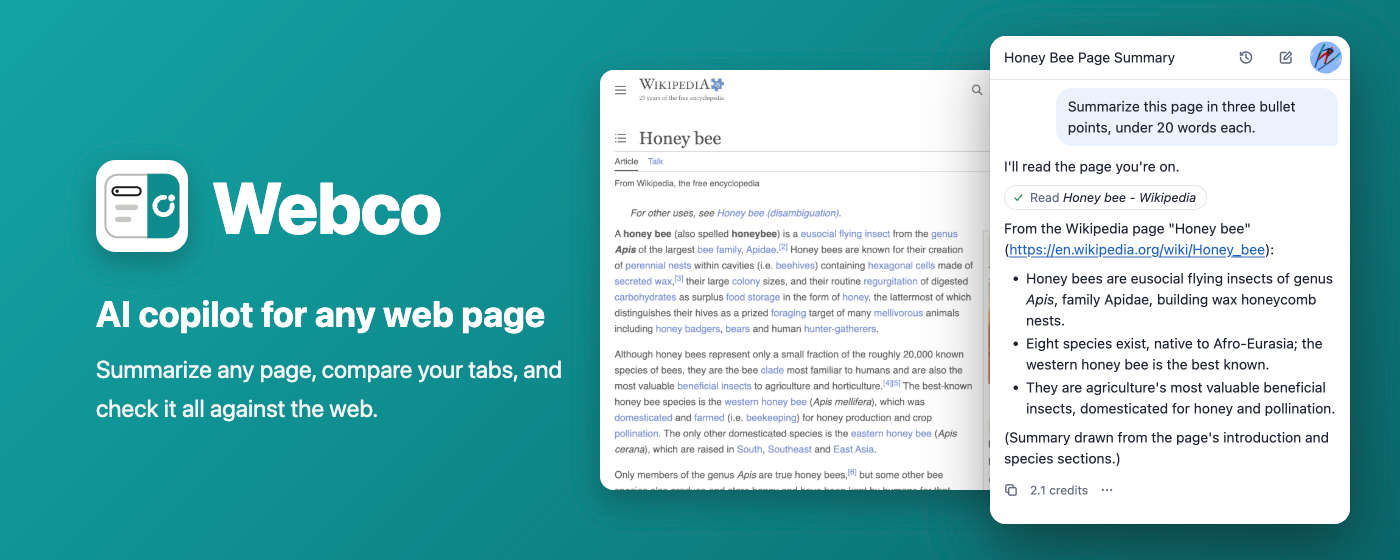 Webco
AI copilot for any web page
Summarize any page, compare your tabs, and
check it all against the web.
WIKIPEDIA
25 years of the free encyclopedia
Honey bee
Article Talk
From Wikipedia, the free encyclopedia
For other uses, see Honey bee (disambiguation).
A honey bee (also spelled honeybee) is a eusocial flying insect from the genus
Apis of the largest bee family, Apidae.[2] Honey bees are known for their creation
of perennial nests within cavities (i.e. beehives) containing hexagonal cells made of
secreted wax,[3] their large colony sizes, and their routine regurgitation of digested
carbohydrates as surplus food storage in the form of honey, the lattermost of which
distinguishes their hives as a prized foraging target of many mellivorous animals
including honey badgers, bears and human hunter-gatherers.
Although honey bees represent only a small fraction of the roughly 20,000 known
species of bees, they are the bee clade most familiar to humans and are also the
most valuable beneficial insects to agriculture and horticulture.[4][5] The best-known
honey bee species is the western honey bee (Apis mellifera), which was
domesticated and farmed (i.e. beekeeping) for honey production and crop
pollination. The only other domesticated species is the eastern honey bee (Apis
cerana), which are raised in South, Southeast and East Asia.
Only members of the genus Apis are true honey bees,[6] but some other bee
Honey Bee Page Summary
Summarize this page in three bullet
points, under 20 words each.
I'll read the page you're on.
Read Honey bee - Wikipedia
From the Wikipedia page "Honey bee"
(https://en.wikipedia.org/wiki/Honey_bee):
• Honey bees are eusocial flying insects of genus
Apis, family Apidae, building wax honeycomb
nests.
• Eight species exist, native to Afro-Eurasia; the
western honey bee is the best known.
• They are agriculture's most valuable beneficial
insects, domesticated for honey and pollination.
(Summary drawn from the page's introduction and
species sections.)
2.1 credits